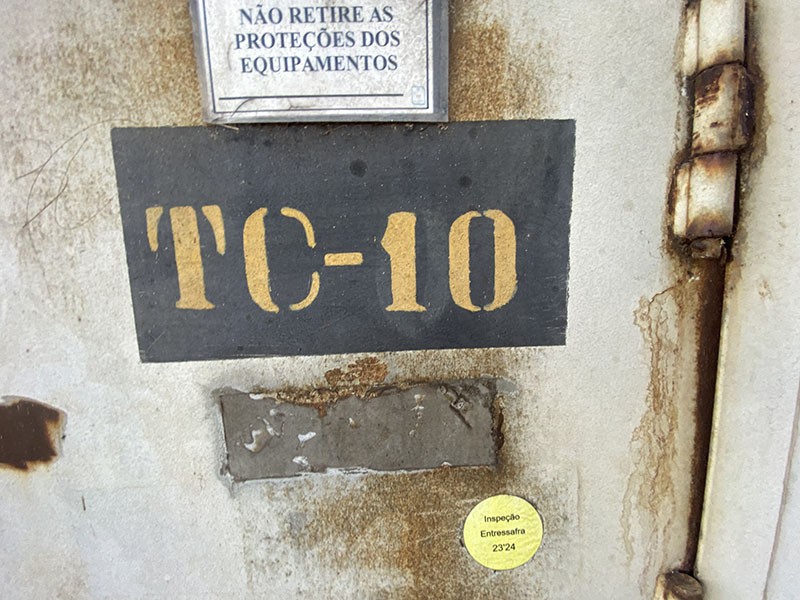 NÃO RETIRE AS
PROTEÇÕES DOS
EQUIPAMENTOS
TC-10
Inspeção
Entressafra
23'24